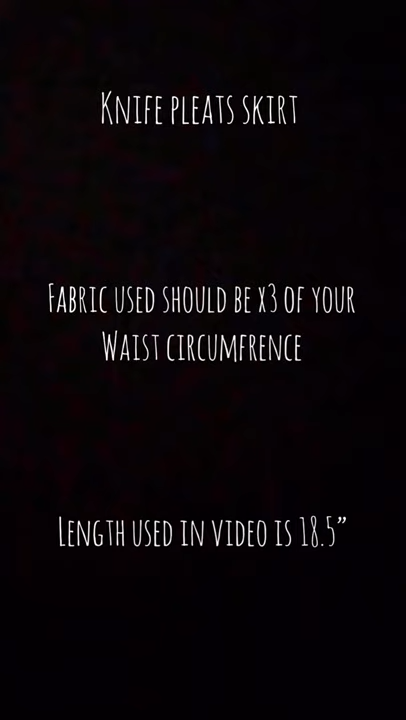 Knife pleats skirt
Fabric used should be x3 of your
Waist circumfrence
Length used in video is 18.5”